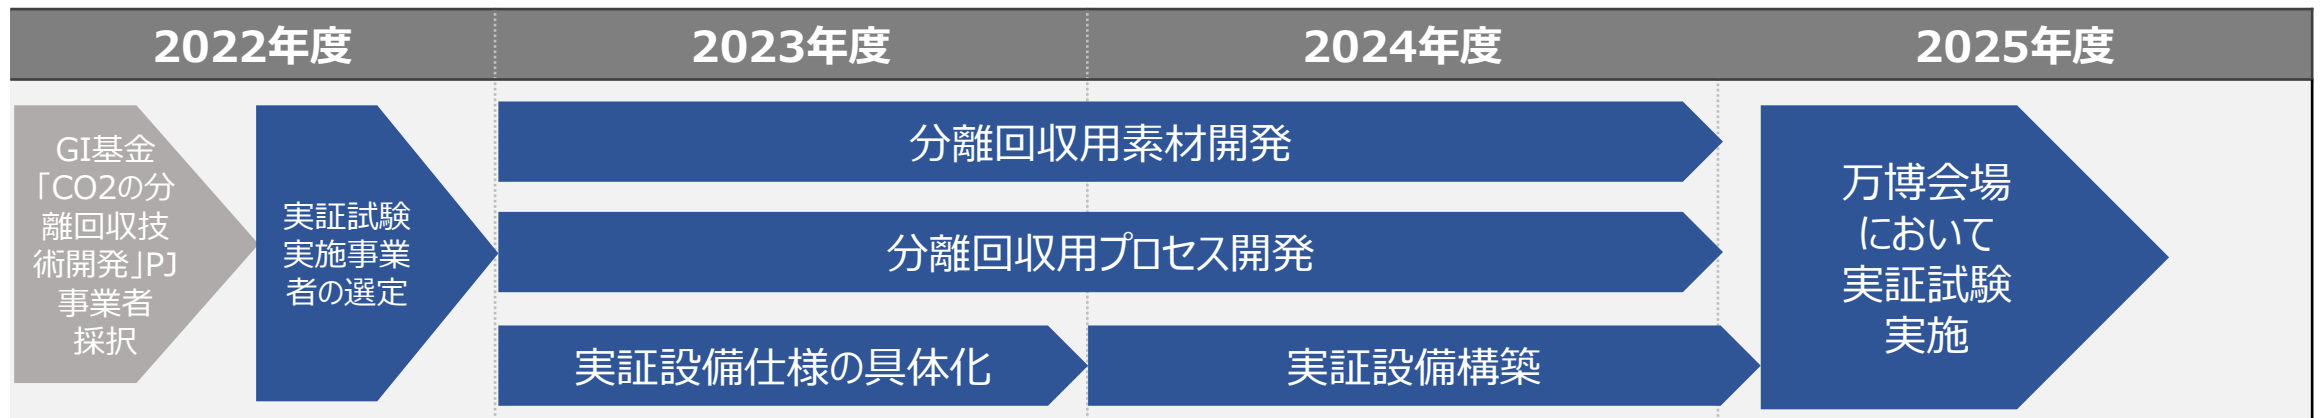 2022年度
2023年度
2024年度
2025年度
GI基金
「CO2の分
離回収技
術開発」PJ
事業者
採択
実証試験
実施事業
者の選定
分離回収用素材開発
分離回収用プロセス開発
実証設備仕様の具体化
実証設備構築
万博会場
において
実証試験
実施